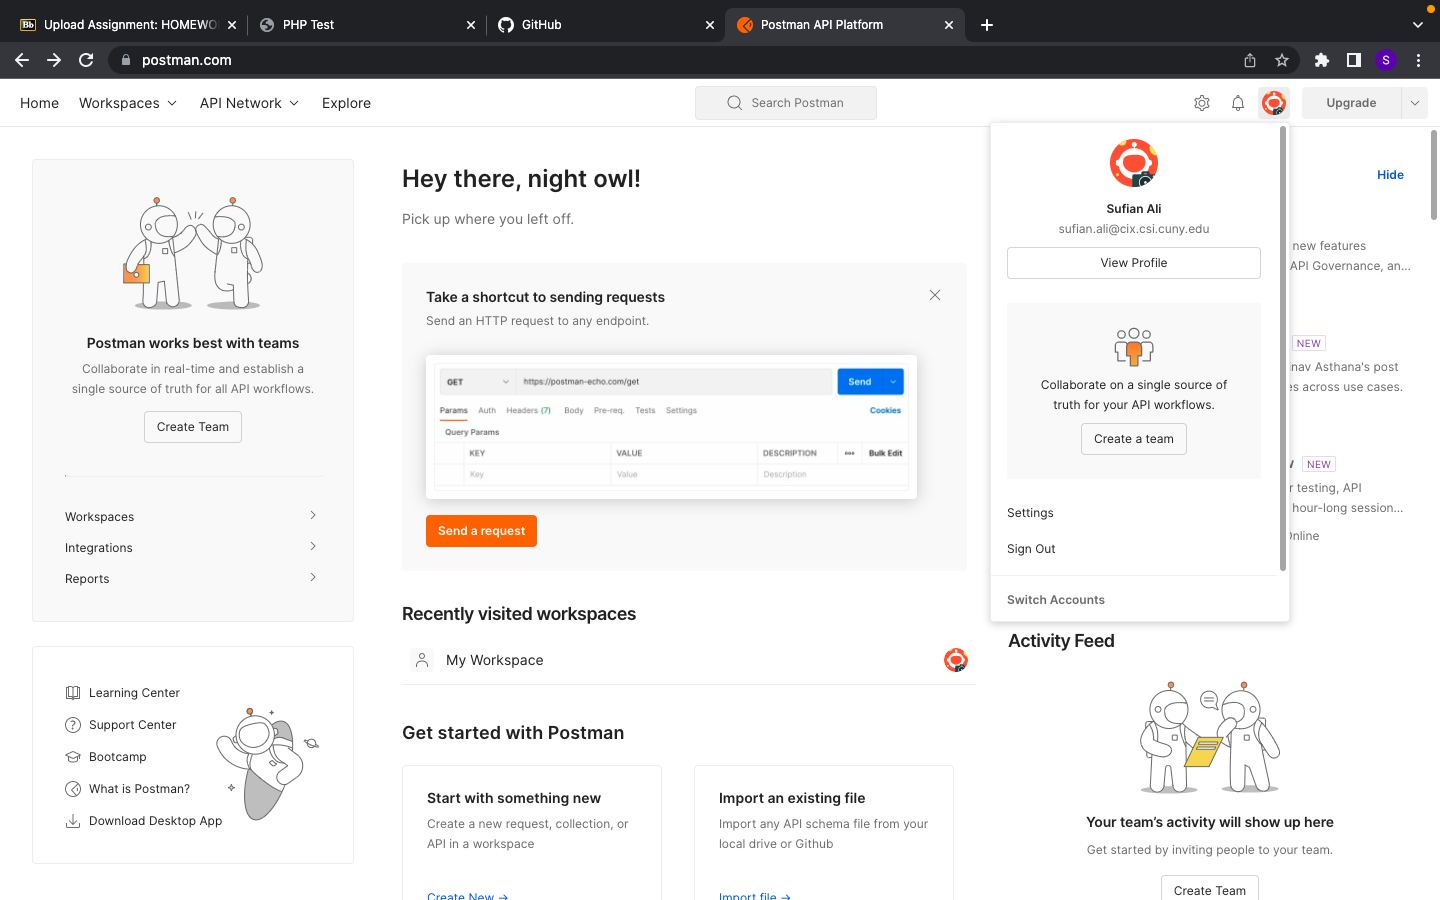 Bb Upload Assignment: HOMEWO
PHP Test
GitHub
Postman API Platform
postman.com
S
Home
Workspaces
API Network
Explore
Search Postman
Upgrade
Postman works best with teams
Collaborate in real-time and establish a
single source of truth for all API workflows.
Create Team
Workspaces
Integrations
Reports
Learning Center
Support Center
Bootcamp
What is Postman?
Download Desktop App
Hey there, night owl!
Pick up where you left off.
Take a shortcut to sending requests
Send an HTTP request to any endpoint.
GET https://postman-echo.com/get Send
Params Auth Headers (7) Body Pre-req. Tests Settings Cookies
Query Params
KEY VALUE DESCRIPTION Bulk Edit
Key Value Description
Send a request
Recently visited workspaces
My Workspace
Get started with Postman
Start with something new
Create a new request, collection, or
API in a workspace
Create New →
Import an existing file
Import any API schema file from your
local drive or Github
Import file →
Sufian Ali
sufian.ali@cix.csi.cuny.edu
View Profile
Collaborate on a single source of
truth for your API workflows.
Create a team
Settings
Sign Out
Switch Accounts
Hide
new features
API Governance, an...
NEW
nav Asthana's post
s across use cases.
NEW
r testing, API
hour-long session...
Online
Activity Feed
Your team's activity will show up here
Get started by inviting people to your team.
Create Team